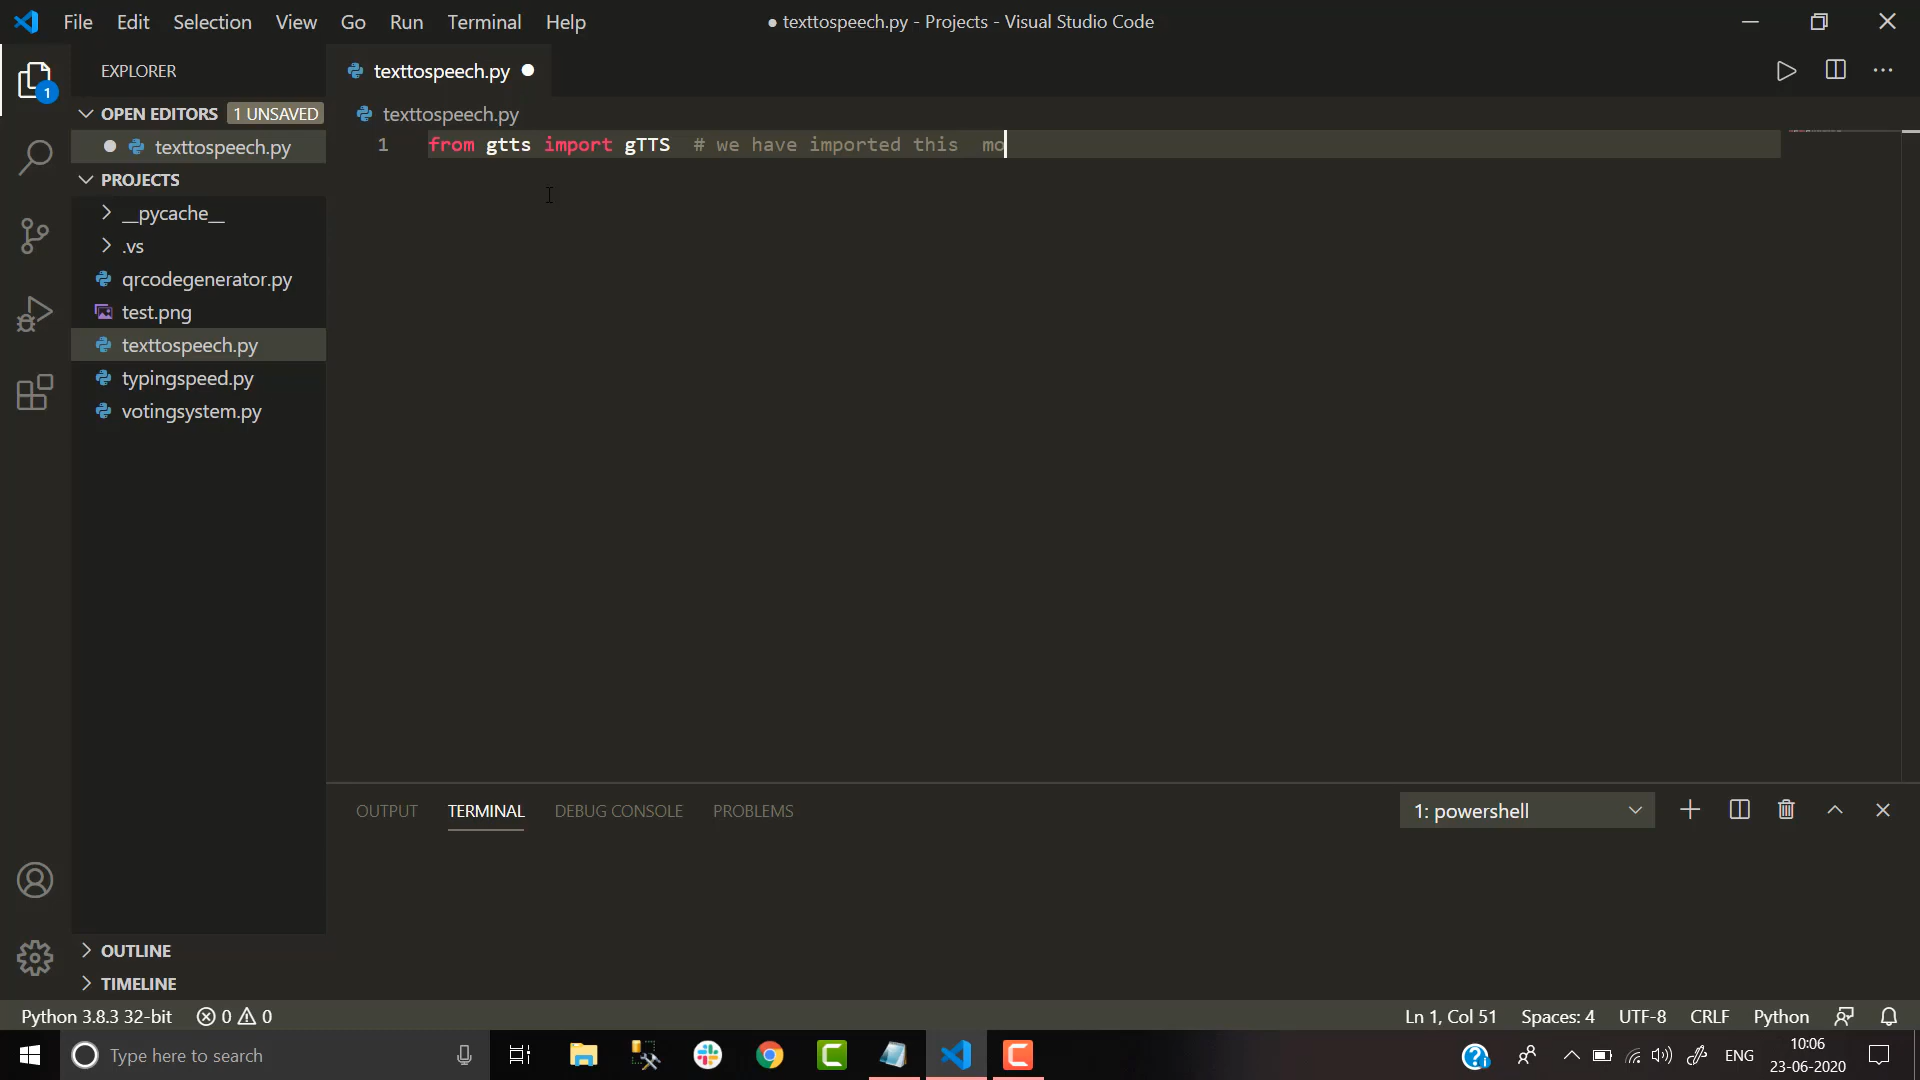 File Edit Selection View Go Run Terminal Help
● texttospeech.py - Projects - Visual Studio Code
EXPLORER
OPEN EDITORS 1 UNSAVED
texttospeech.py
PROJECTS
__pycache__
.vs
qrcodegenerator.py
test.png
texttospeech.py
typingspeed.py
votingsystem.py
OUTLINE
TIMELINE
1
texttospeech.py
texttospeech.py
1 from gtts import gTTS  # we have imported this  mo
OUTPUT TERMINAL DEBUG CONSOLE PROBLEMS
1: powershell
Python 3.8.3 32-bit 0 0
Ln 1, Col 51 Spaces: 4 UTF-8 CRLF Python
Type here to search
ENG
10:06
23-06-2020